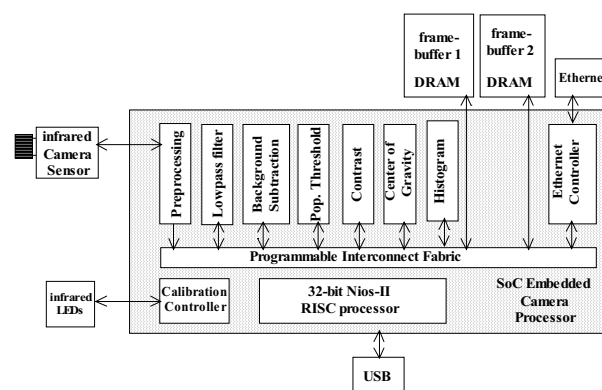 frame-
buffer 1
DRAM
frame-
buffer 2
DRAM
Ethernet
infrared
Camera
Sensor
Preprocessing
Lowpass filter
Background
Subtraction
Pop. Threshold
Contrast
Center of
Gravity
Histogram
Ethernet
Controller
Programmable Interconnect Fabric
infrared
LEDs
Calibration
Controller
32-bit Nios-II
RISC processor
SoC Embedded
Camera
Processor
USB